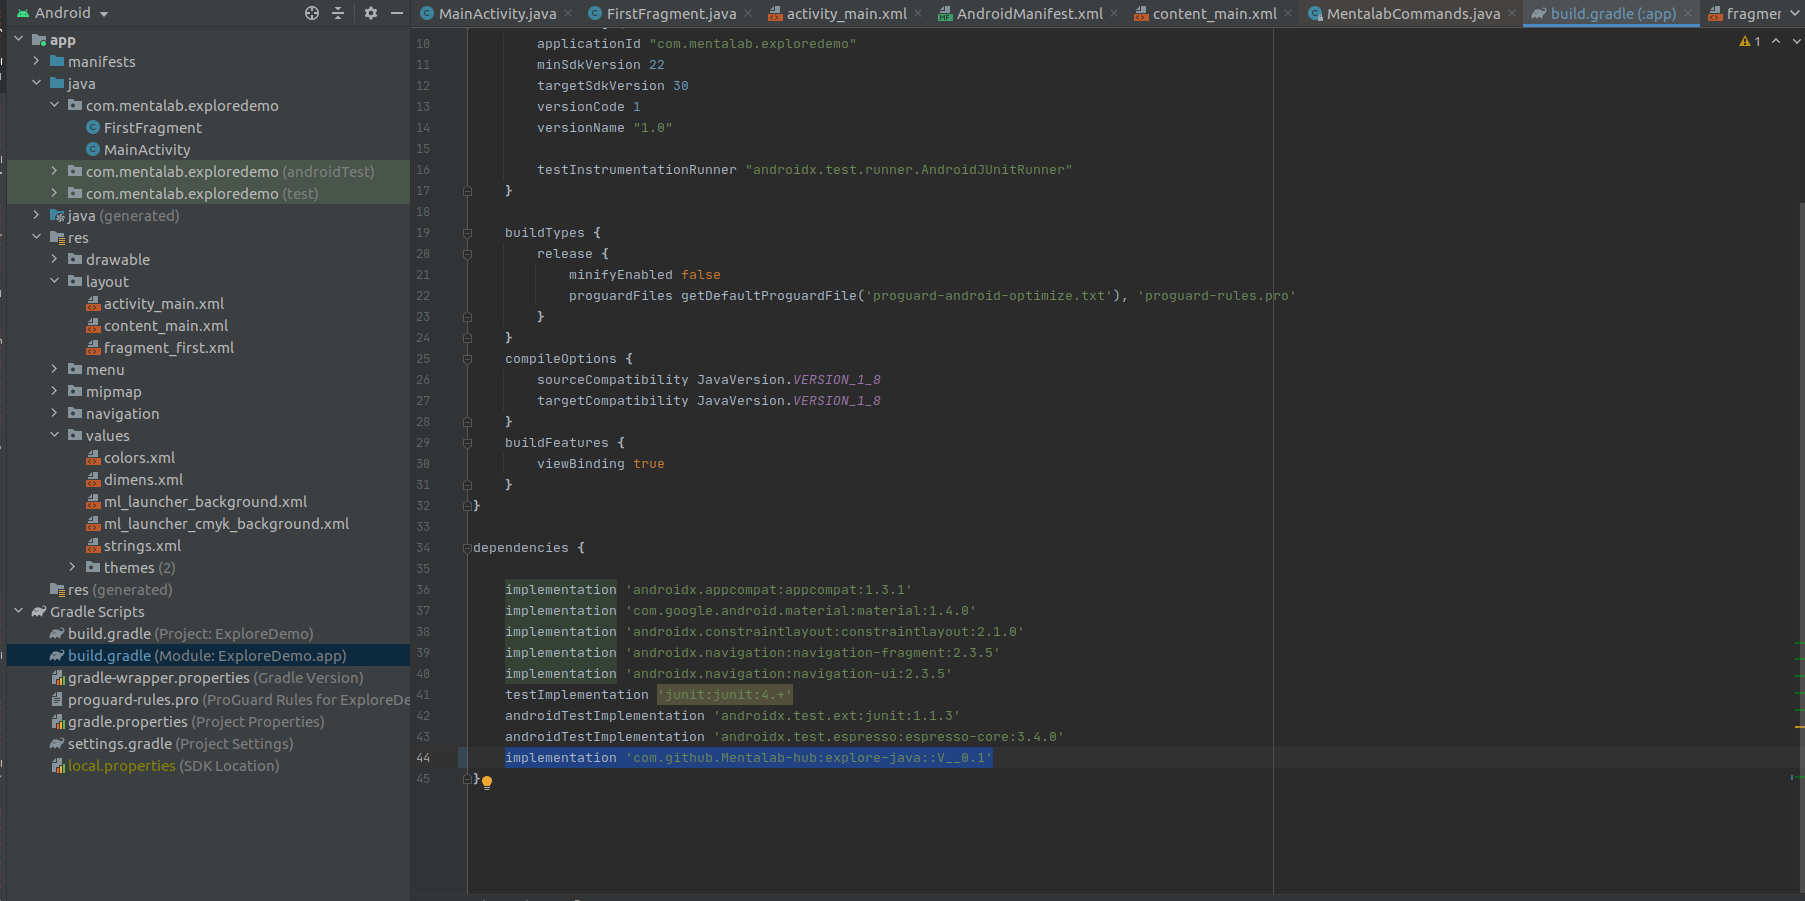 Android
MainActivity.java
FirstFragment.java
activity_main.xml
AndroidManifest.xml
content_main.xml
MentalabCommands.java
build.gradle (:app)
fragmer
app
manifests
java
com.mentalab.exploredemo
FirstFragment
MainActivity
com.mentalab.exploredemo (androidTest)
com.mentalab.exploredemo (test)
java (generated)
res
drawable
layout
activity_main.xml
content_main.xml
fragment_first.xml
menu
mipmap
navigation
values
colors.xml
dimens.xml
ml_launcher_background.xml
ml_launcher_cmyk_background.xml
strings.xml
themes (2)
res (generated)
Gradle Scripts
build.gradle (Project: ExploreDemo)
build.gradle (Module: ExploreDemo.app)
gradle-wrapper.properties (Gradle Version)
proguard-rules.pro (ProGuard Rules for ExploreDe
gradle.properties (Project Properties)
settings.gradle (Project Settings)
local.properties (SDK Location)
1
10 applicationId "com.mentalab.exploredemo"
11 minSdkVersion 22
12 targetSdkVersion 30
13 versionCode 1
14 versionName "1.0"
15
16 testInstrumentationRunner "androidx.test.runner.AndroidJUnitRunner"
17 }
18
19 buildTypes {
20 release {
21 minifyEnabled false
22 proguardFiles getDefaultProguardFile('proguard-android-optimize.txt'), 'proguard-rules.pro'
23 }
24 }
25 compileOptions {
26 sourceCompatibility JavaVersion.VERSION_1_8
27 targetCompatibility JavaVersion.VERSION_1_8
28 }
29 buildFeatures {
30 viewBinding true
31 }
32 }
33
34 dependencies {
35
36 implementation 'androidx.appcompat:appcompat:1.3.1'
37 implementation 'com.google.android.material:material:1.4.0'
38 implementation 'androidx.constraintlayout:constraintlayout:2.1.0'
39 implementation 'androidx.navigation:navigation-fragment:2.3.5'
40 implementation 'androidx.navigation:navigation-ui:2.3.5'
41 testImplementation 'junit:junit:4.+'
42 androidTestImplementation 'androidx.test.ext:junit:1.1.3'
43 androidTestImplementation 'androidx.test.espresso:espresso-core:3.4.0'
44 implementation 'com.github.Mentalab-hub:explore-java::V__0.1'
45 }